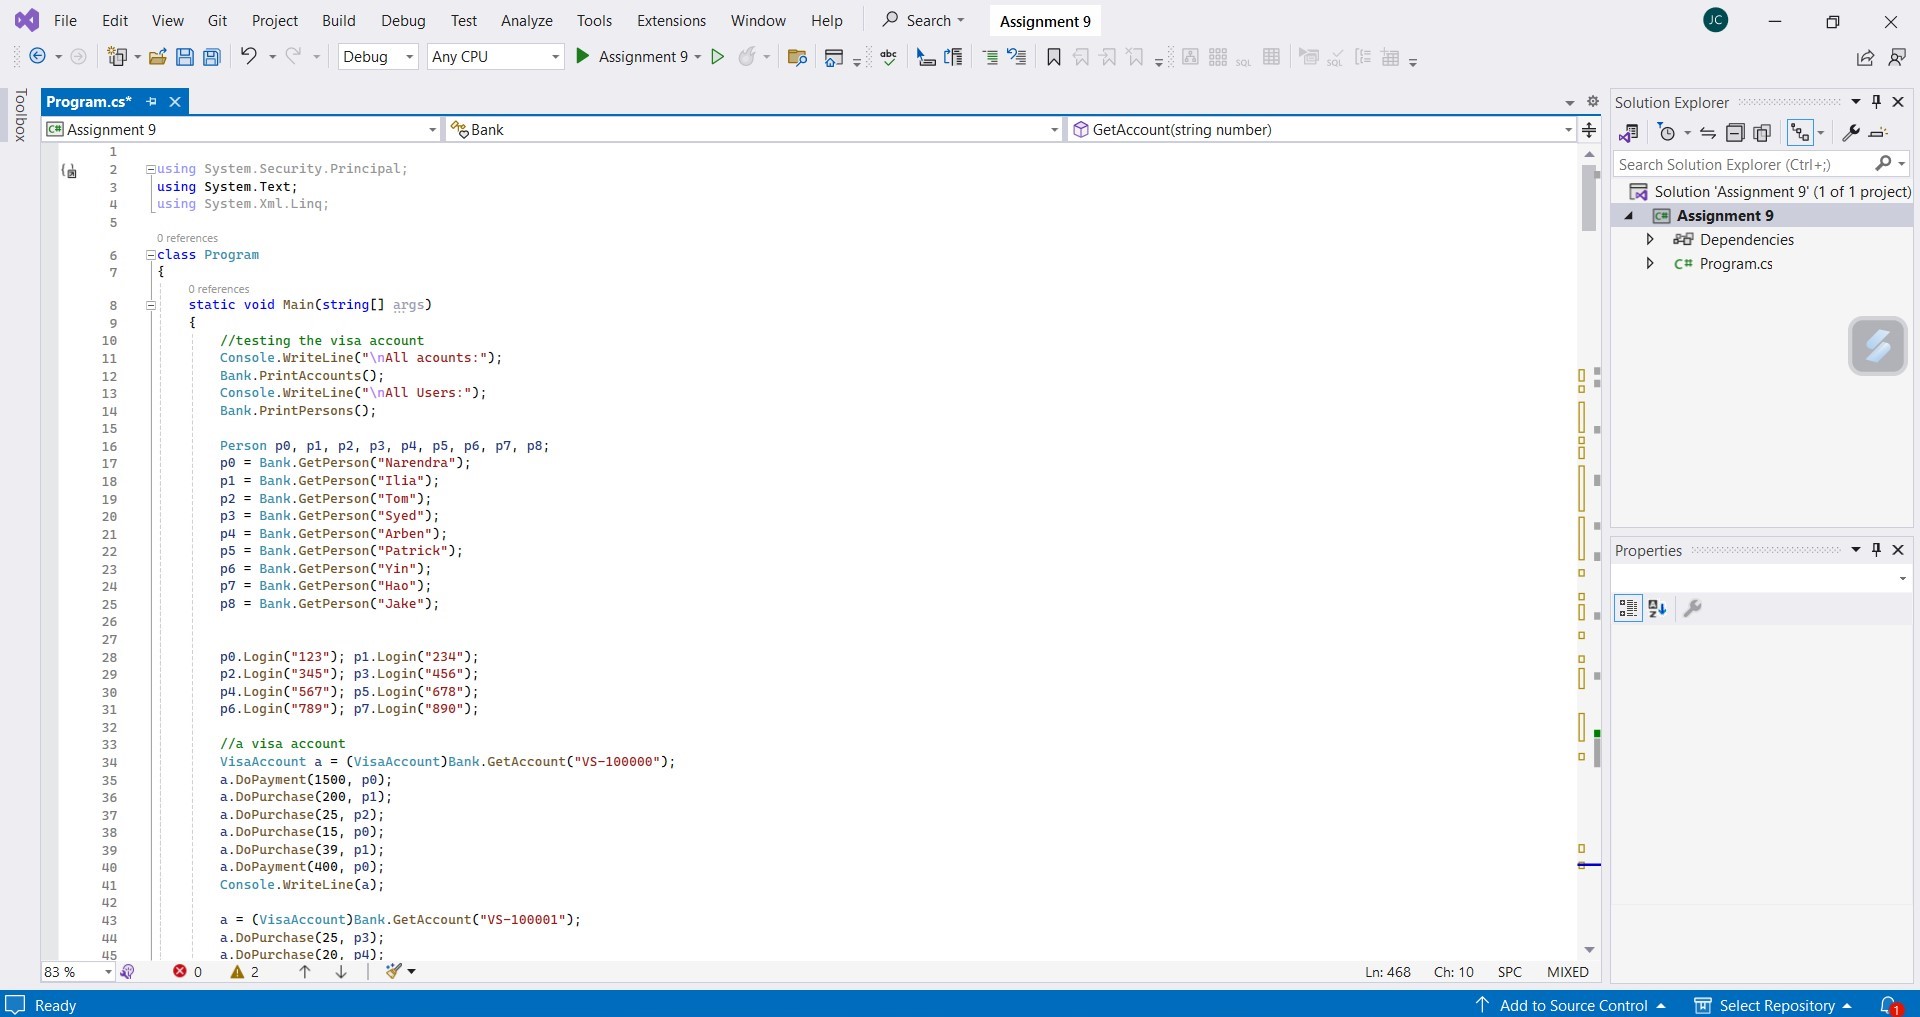 File Edit View Git Project Build Debug Test Analyze Tools Extensions Window Help Search Assignment 9 JC
Debug Any CPU Assignment 9
Toolbox
Program.cs*
C# Assignment 9 Bank GetAccount(string number)
1
2 using System.Security.Principal;
3 using System.Text;
4 using System.Xml.Linq;
5
0 references
6 class Program
7 {
0 references
8 static void Main(string[] args)
9 {
10 //testing the visa account
11 Console.WriteLine("\nAll acounts:");
12 Bank.PrintAccounts();
13 Console.WriteLine("\nAll Users:");
14 Bank.PrintPersons();
15
16 Person p0, p1, p2, p3, p4, p5, p6, p7, p8;
17 p0 = Bank.GetPerson("Narendra");
18 p1 = Bank.GetPerson("Ilia");
19 p2 = Bank.GetPerson("Tom");
20 p3 = Bank.GetPerson("Syed");
21 p4 = Bank.GetPerson("Arben");
22 p5 = Bank.GetPerson("Patrick");
23 p6 = Bank.GetPerson("Yin");
24 p7 = Bank.GetPerson("Hao");
25 p8 = Bank.GetPerson("Jake");
26
27
28 p0.Login("123"); p1.Login("234");
29 p2.Login("345"); p3.Login("456");
30 p4.Login("567"); p5.Login("678");
31 p6.Login("789"); p7.Login("890");
32
33 //a visa account
34 VisaAccount a = (VisaAccount)Bank.GetAccount("VS-100000");
35 a.DoPayment(1500, p0);
36 a.DoPurchase(200, p1);
37 a.DoPurchase(25, p2);
38 a.DoPurchase(15, p0);
39 a.DoPurchase(39, p1);
40 a.DoPayment(400, p0);
41 Console.WriteLine(a);
42
43 a = (VisaAccount)Bank.GetAccount("VS-100001");
44 a.DoPurchase(25, p3);
45 a.DoPurchase(20, p4);
83 % 0 2 Ln: 468 Ch: 10 SPC MIXED
Solution Explorer
Search Solution Explorer (Ctrl+;)
Solution 'Assignment 9' (1 of 1 project)
C# Assignment 9
Dependencies
C# Program.cs
Properties
Ready Add to Source Control Select Repository 1